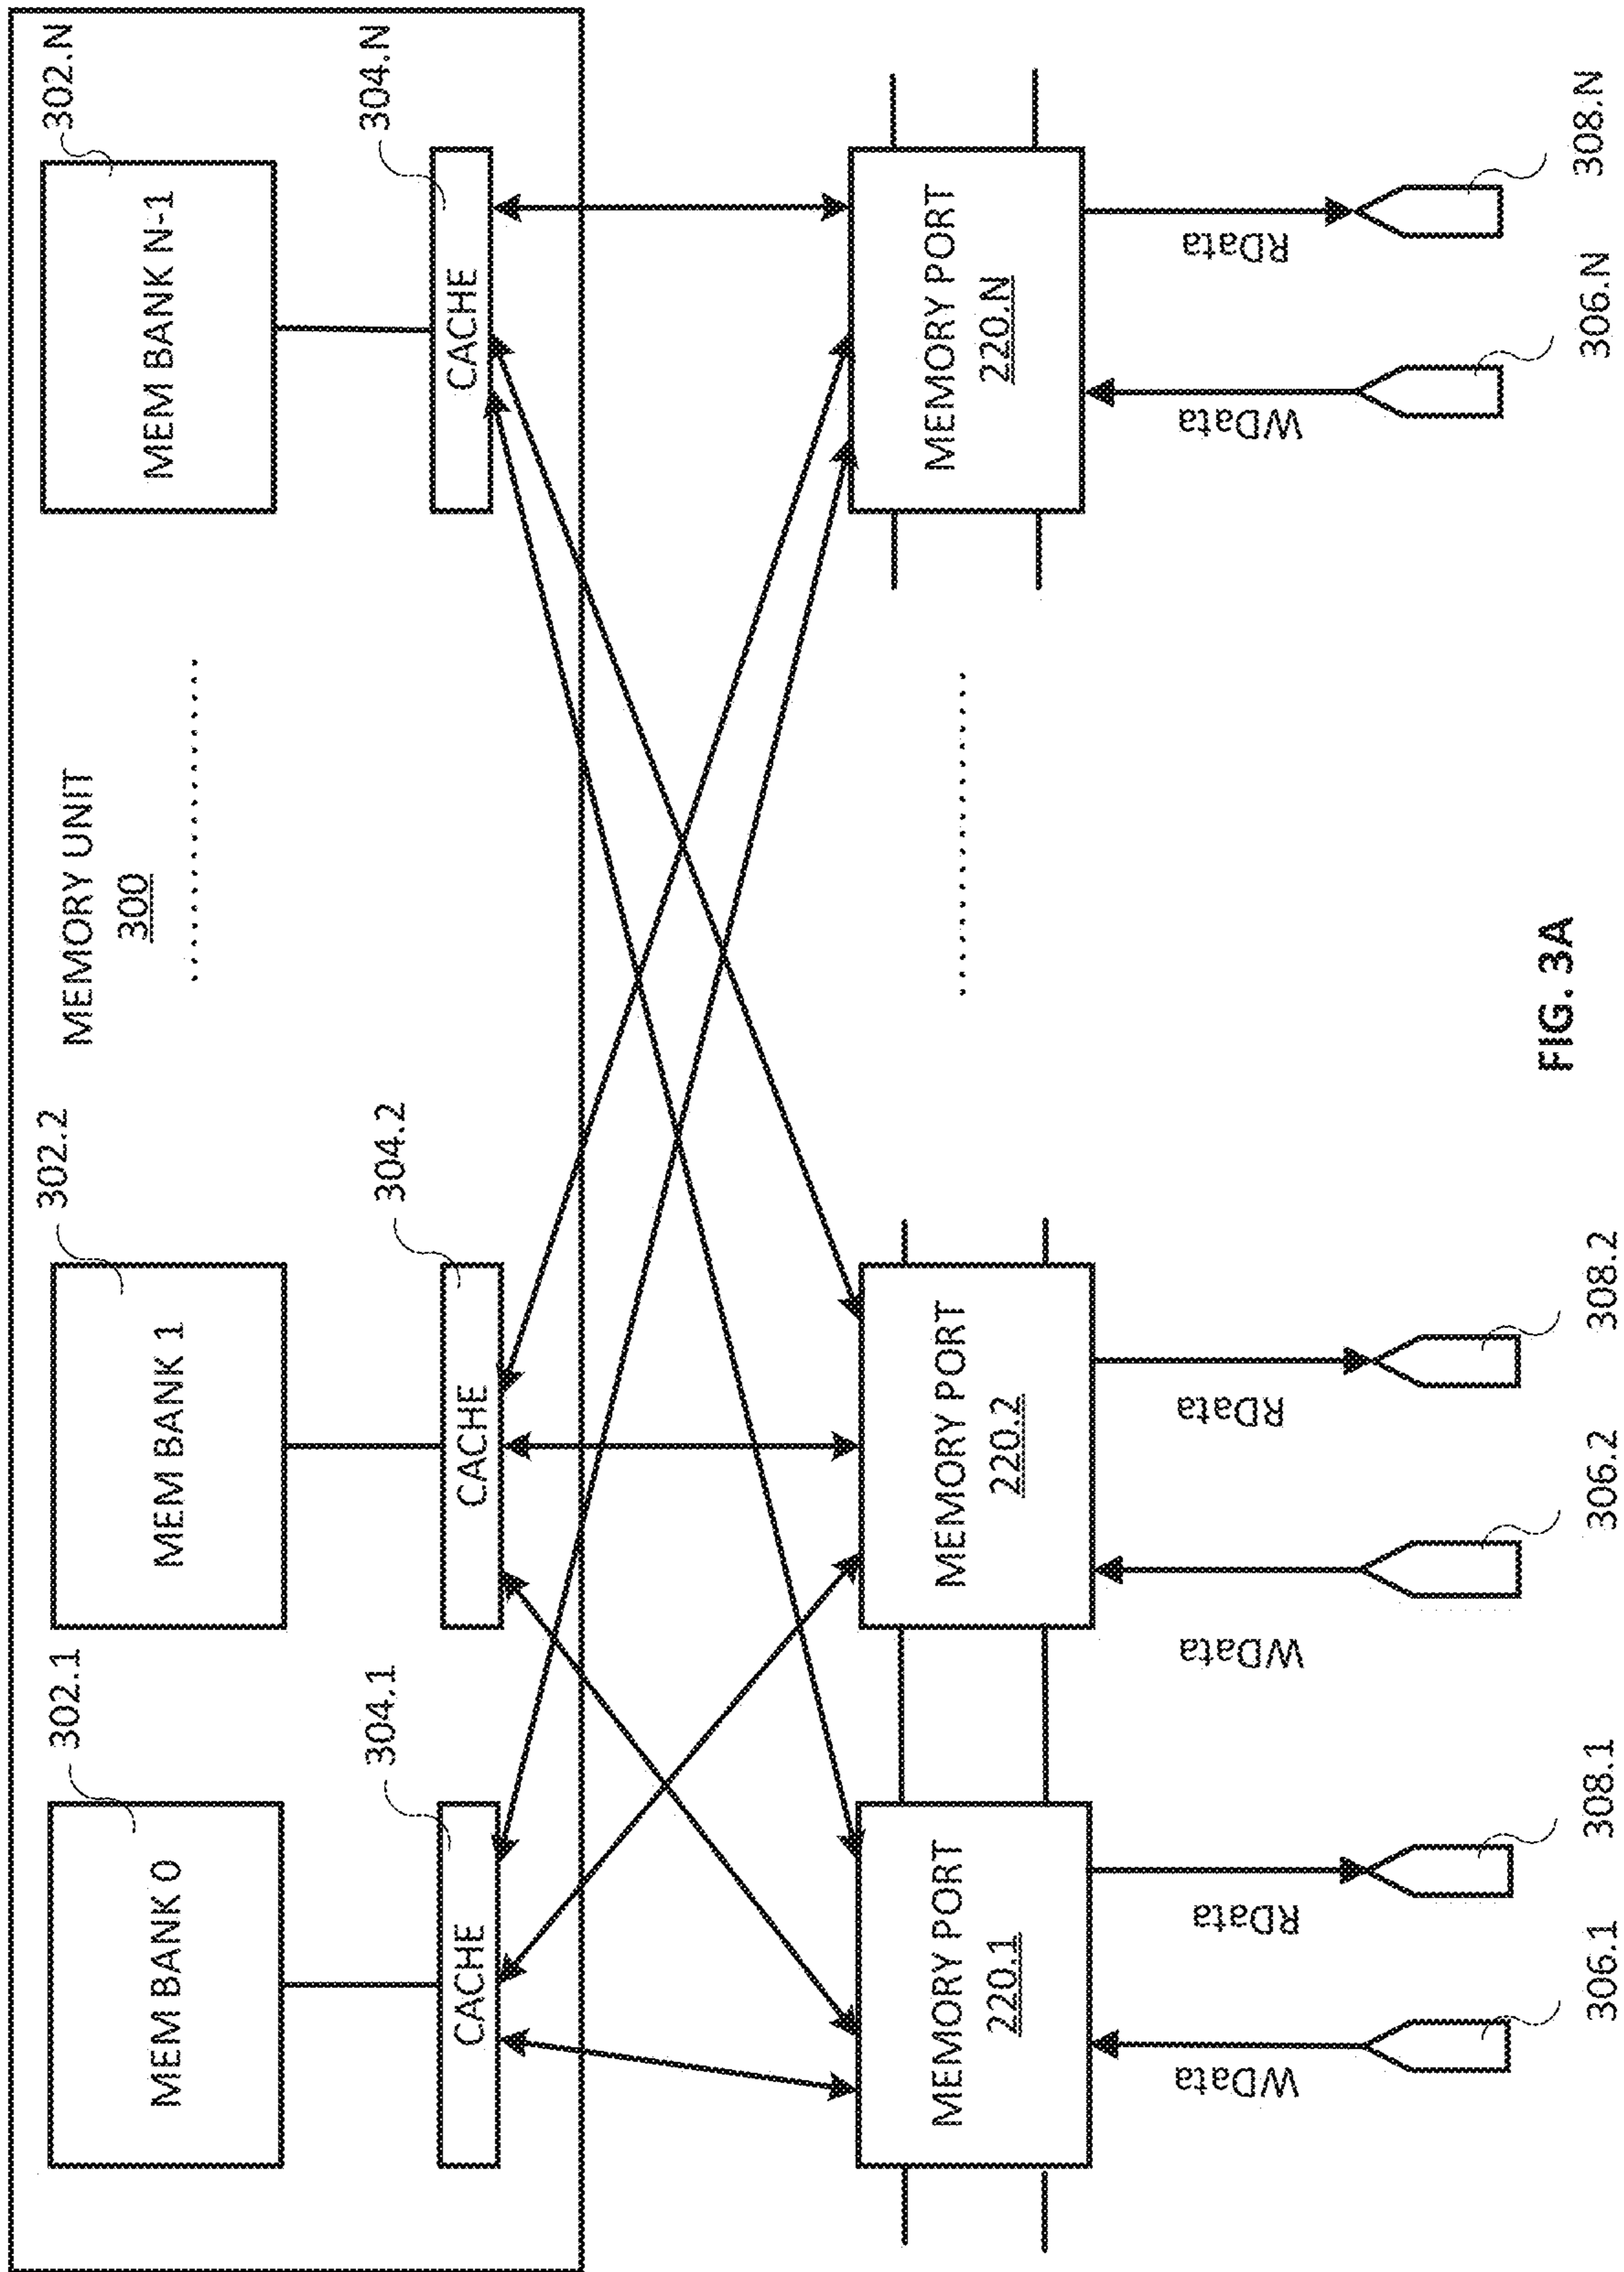 MEMORY UNIT
300
302.1
302.2
302.N
MEM BANK 0
MEM BANK 1
MEM BANK N-1
304.1
304.2
304.N
CACHE
CACHE
CACHE
MEMORY PORT
220.1
MEMORY PORT
220.2
MEMORY PORT
220.N
WData
RData
WData
RData
WData
RData
306.1
308.1
306.2
308.2
306.N
308.N
FIG. 3A